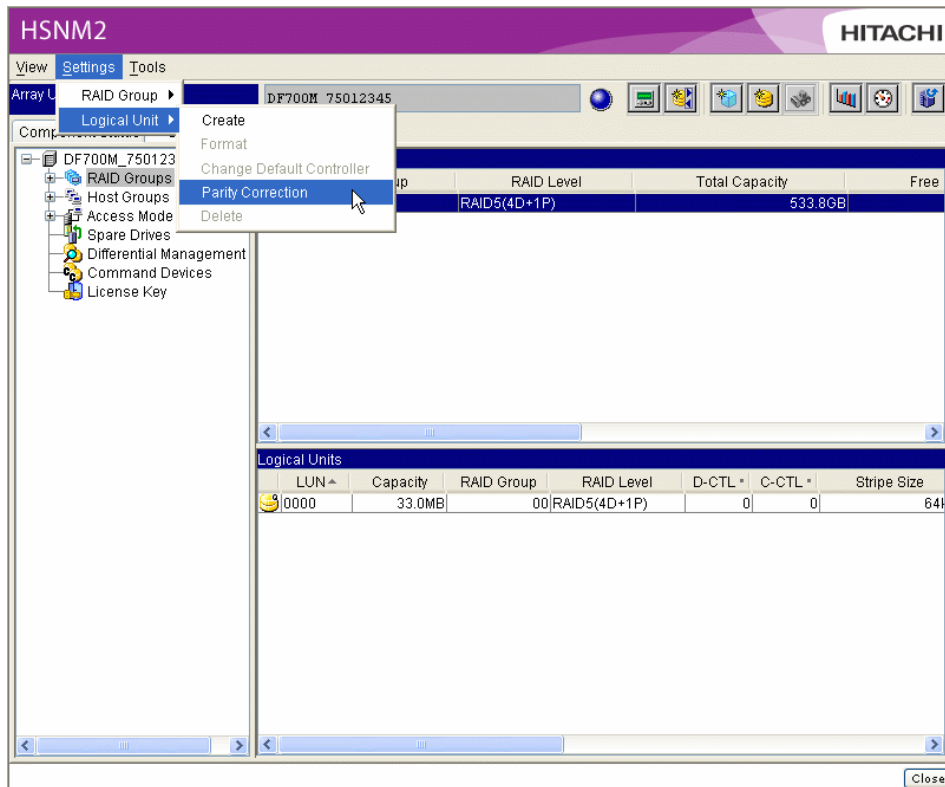 HSNM2
HITACHI
View Settings Tools
Array U
DF700M 75012345
RAID Group
Logical Unit
Create
Format
Change Default Controller
Parity Correction
Delete
DF700M_750123
RAID Groups
Host Groups
Access Mode
Spare Drives
Differential Management
Command Devices
License Key
up RAID Level Total Capacity Free
RAID5(4D+1P) 533.8GB
Logical Units
LUN Capacity RAID Group RAID Level D-CTL * C-CTL * Stripe Size
0000 33.0MB 00 RAID5(4D+1P) 0 0 64k
Close